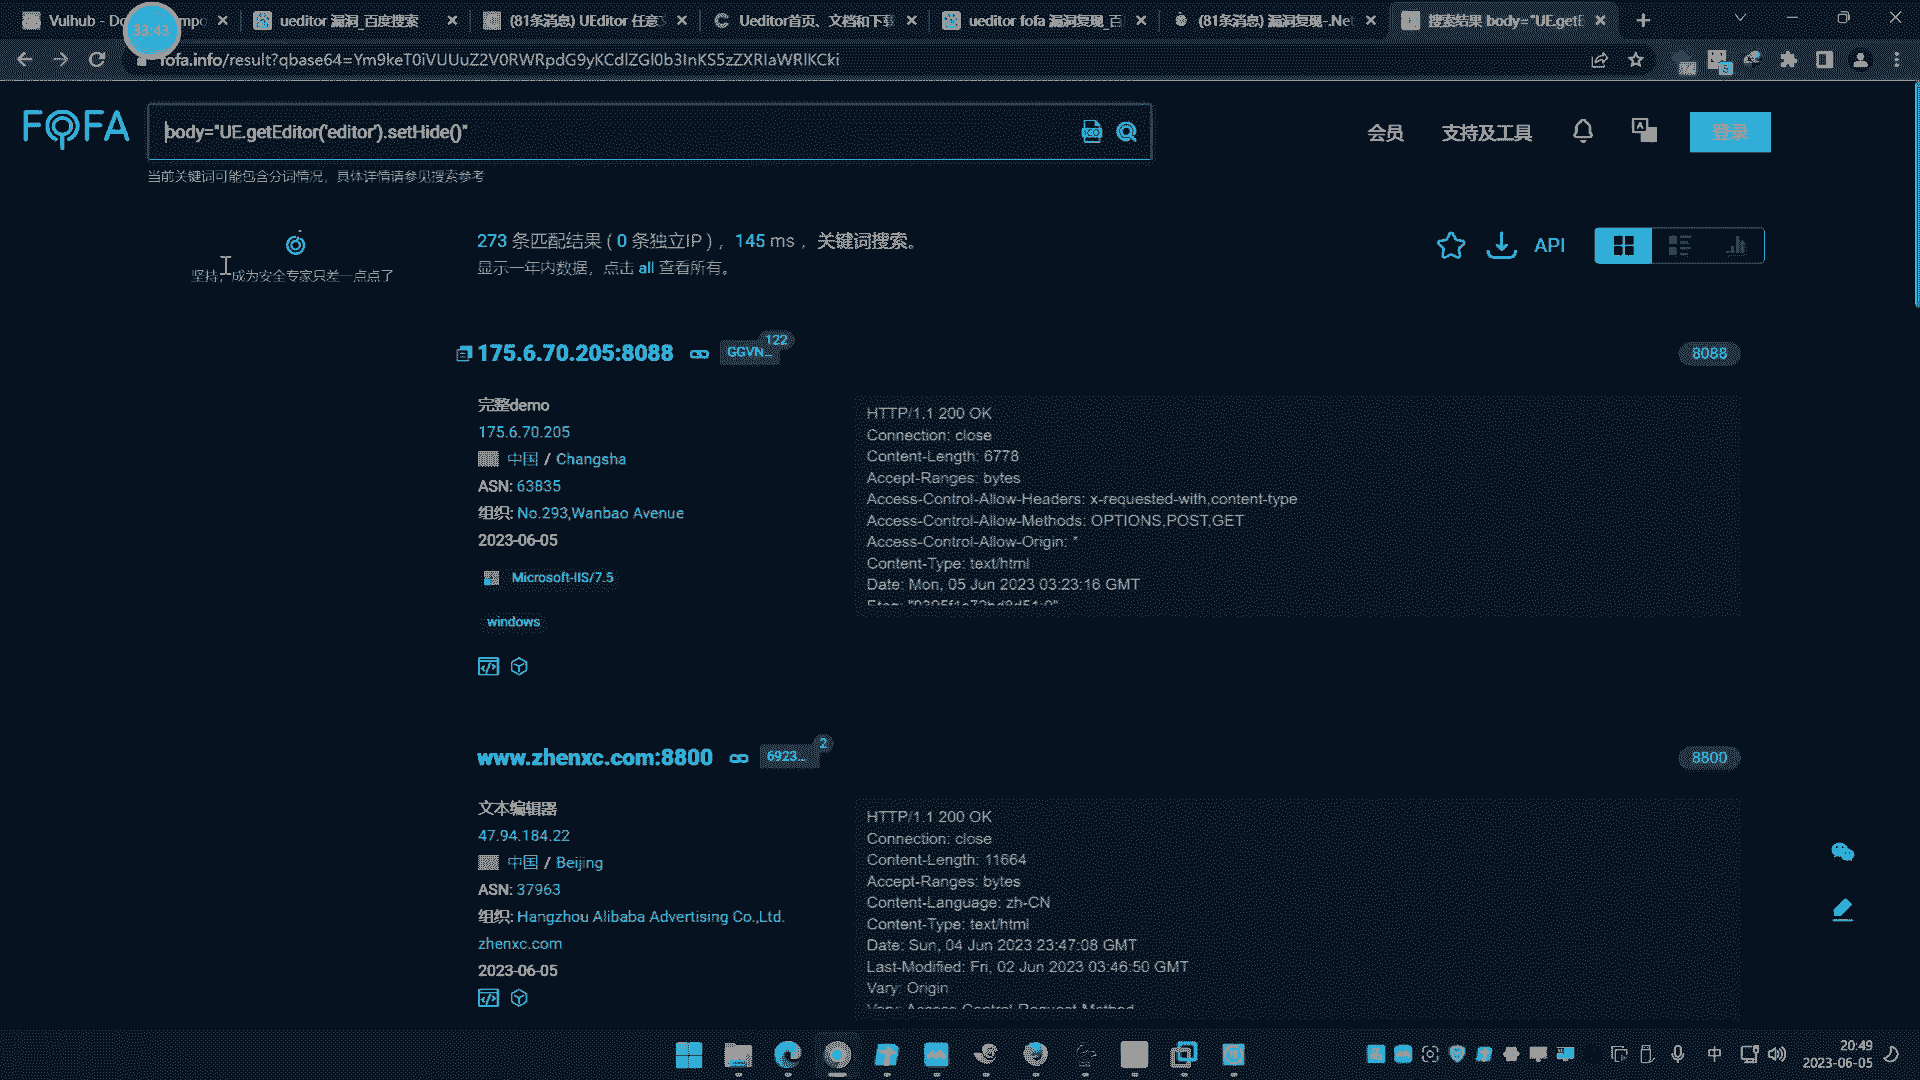 Vulhub - Do
mpo
33:43
ueditor 漏洞_百度搜索
(81条消息) UEditor 任意
Ueditor首页、文档和下载
ueditor fofa 漏洞复现_百
(81条消息) 漏洞复现-.Net
搜索结果 body="UE.getE
fofa.info/result?qbase64=Ym9keT0iVUUuZ2V0RWRpdG9yKCdlZGl0b3InKS5zZXRIaWRlKCki
FOFA
body="UE.getEditor('editor').setHide()"
会员
支持及工具
登录
当前关键词可能包含分词情况，具体详情请参见搜索参考
坚持，成为安全专家只差一点点了
273 条匹配结果 ( 0 条独立IP ) ，145 ms ，关键词搜索。
显示一年内数据，点击 all 查看所有。
API
175.6.70.205:8088
GGVN...
122
8088
完整demo
175.6.70.205
中国 / Changsha
ASN: 63835
组织: No.293,Wanbao Avenue
2023-06-05
Microsoft-IIS/7.5
windows
HTTP/1.1 200 OK
Connection: close
Content-Length: 6778
Accept-Ranges: bytes
Access-Control-Allow-Headers: x-requested-with,content-type
Access-Control-Allow-Methods: OPTIONS,POST,GET
Access-Control-Allow-Origin: *
Content-Type: text/html
Date: Mon, 05 Jun 2023 03:23:16 GMT
www.zhenxc.com:8800
6923...
2
8800
文本编辑器
47.94.184.22
中国 / Beijing
ASN: 37963
组织: Hangzhou Alibaba Advertising Co.,Ltd.
zhenxc.com
2023-06-05
HTTP/1.1 200 OK
Connection: close
Content-Length: 11664
Accept-Ranges: bytes
Content-Language: zh-CN
Content-Type: text/html
Date: Sun, 04 Jun 2023 23:47:08 GMT
Last-Modified: Fri, 02 Jun 2023 03:46:50 GMT
Vary: Origin
Vary: Access-Control-Request-Method
中
20:49
2023-06-05